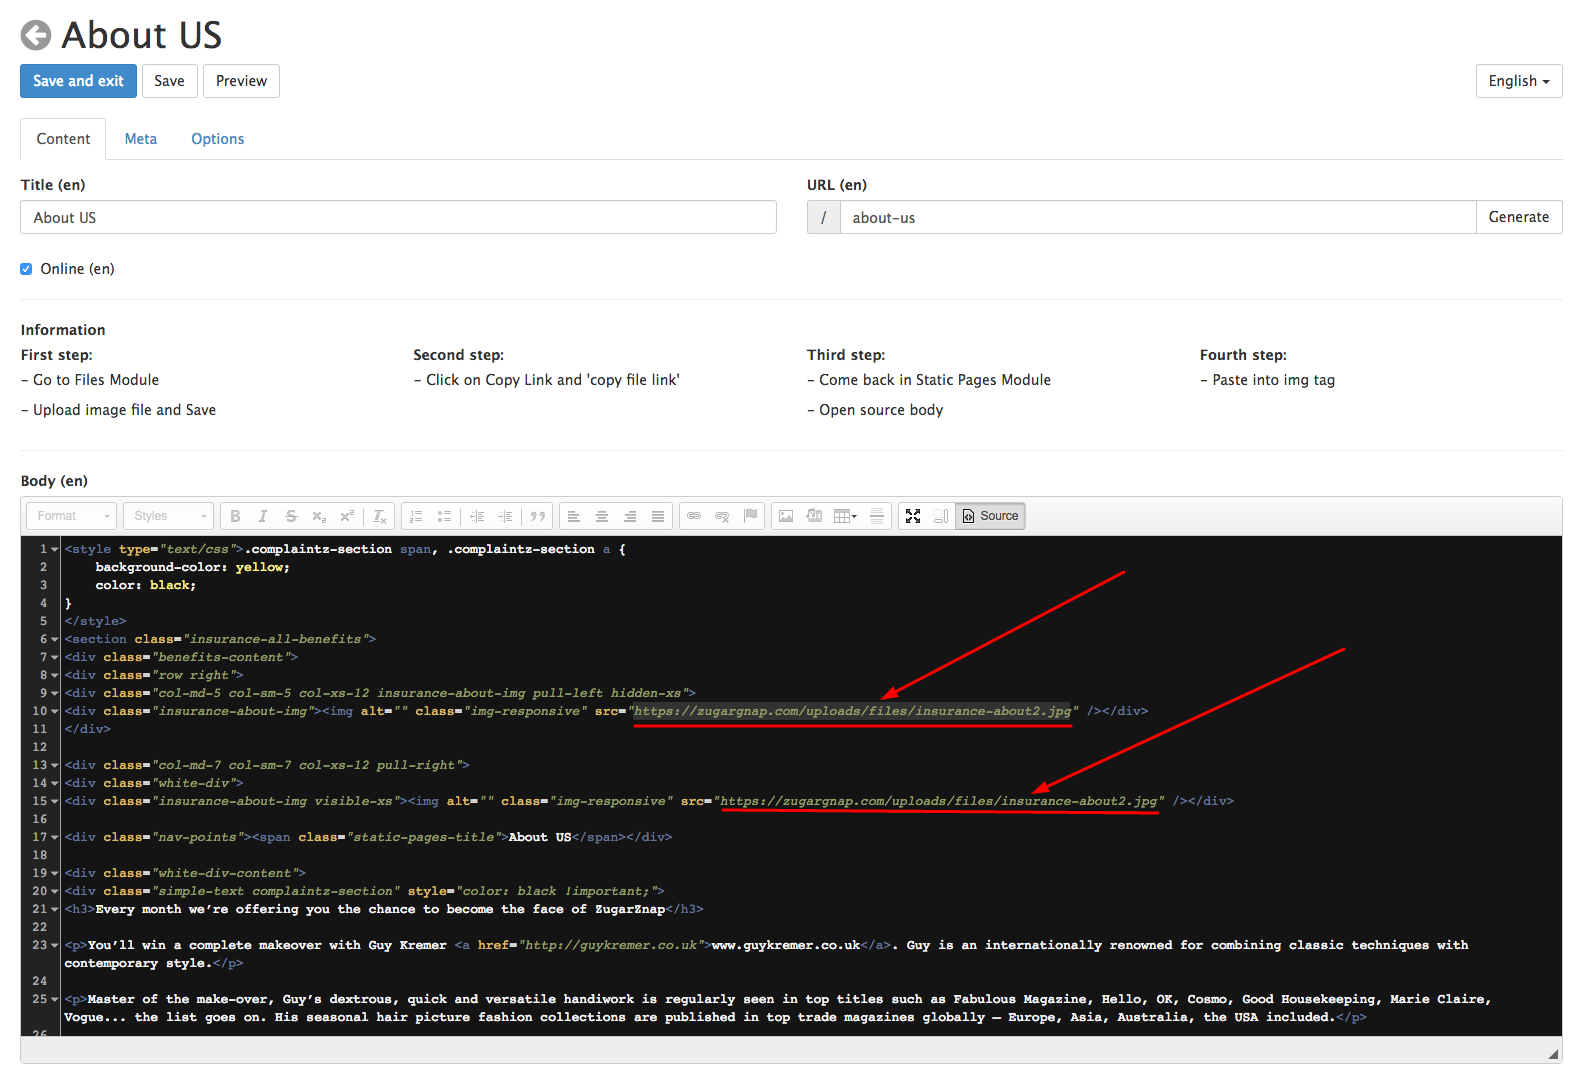 About US
Save and exit Save Preview English
Content Meta Options
Title (en) URL (en)
About US / about-us Generate
Online (en)
Information
First step: Second step: Third step: Fourth step:
- Go to Files Module - Click on Copy Link and 'copy file link' - Come back in Static Pages Module - Paste into img tag
- Upload image file and Save - Open source body
Body (en)
Format Styles B I S x₂ x² Tx Source
1 <style type="text/css">.complaintz-section span, .complaintz-section a {
2 background-color: yellow;
3 color: black;
4 }
5 </style>
6 <section class="insurance-all-benefits">
7 <div class="benefits-content">
8 <div class="row right">
9 <div class="col-md-5 col-sm-5 col-xs-12 insurance-about-img pull-left hidden-xs">
10 <div class="insurance-about-img"><img alt="" class="img-responsive" src="https://zugargnap.com/uploads/files/insurance-about2.jpg" /></div>
11 </div>
12
13 <div class="col-md-7 col-sm-7 col-xs-12 pull-right">
14 <div class="white-div">
15 <div class="insurance-about-img visible-xs"><img alt="" class="img-responsive" src="https://zugargnap.com/uploads/files/insurance-about2.jpg" /></div>
16
17 <div class="nav-points"><span class="static-pages-title">About US</span></div>
18
19 <div class="white-div-content">
20 <div class="simple-text complaintz-section" style="color: black !important;">
21 <h3>Every month we're offering you the chance to become the face of ZugarZnap</h3>
22
23 <p>You'll win a complete makeover with Guy Kremer <a href="http://guykremer.co.uk">www.guykremer.co.uk</a>. Guy is an internationally renowned for combining classic techniques with
contemporary style.</p>
24
25 <p>Master of the make-over, Guy's dextrous, quick and versatile handiwork is regularly seen in top titles such as Fabulous Magazine, Hello, OK, Cosmo, Good Housekeeping, Marie Claire,
Vogue... the list goes on. His seasonal hair picture fashion collections are published in top trade magazines globally – Europe, Asia, Australia, the USA included.</p>
26